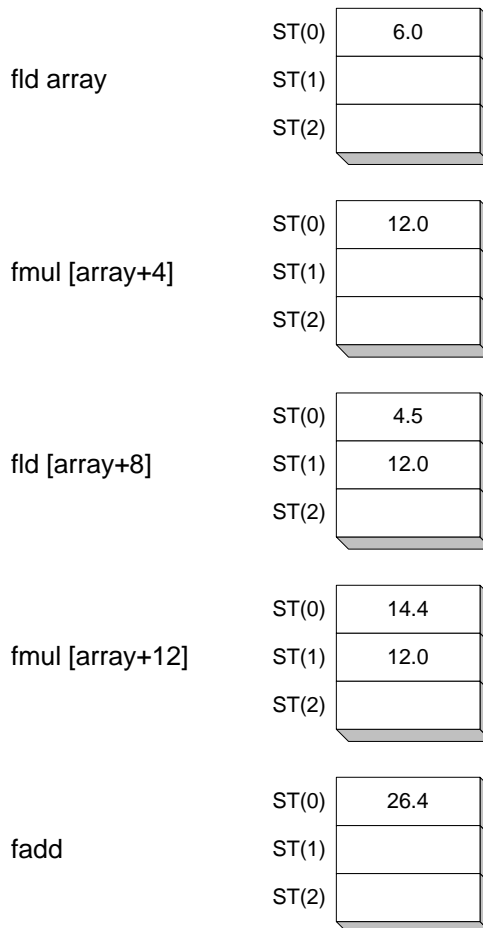 ST(0) 6.0
fld array ST(1)
ST(2)
ST(0) 12.0
fmul [array+4] ST(1)
ST(2)
ST(0) 4.5
fld [array+8] ST(1) 12.0
ST(2)
ST(0) 14.4
fmul [array+12] ST(1) 12.0
ST(2)
ST(0) 26.4
fadd ST(1)
ST(2)